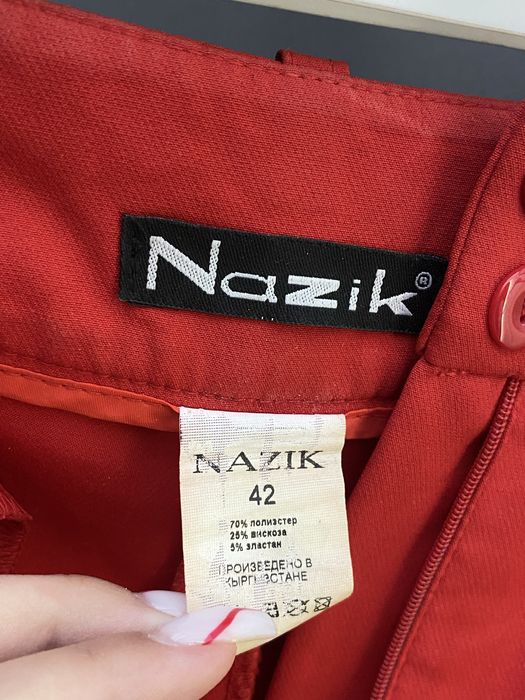 Nazik®
NAZIK
42
70% полиэстер
25% вискоза
5% эластан
ПРОИЗВЕДЕНО В
КЫРГЫЗСТАНЕ